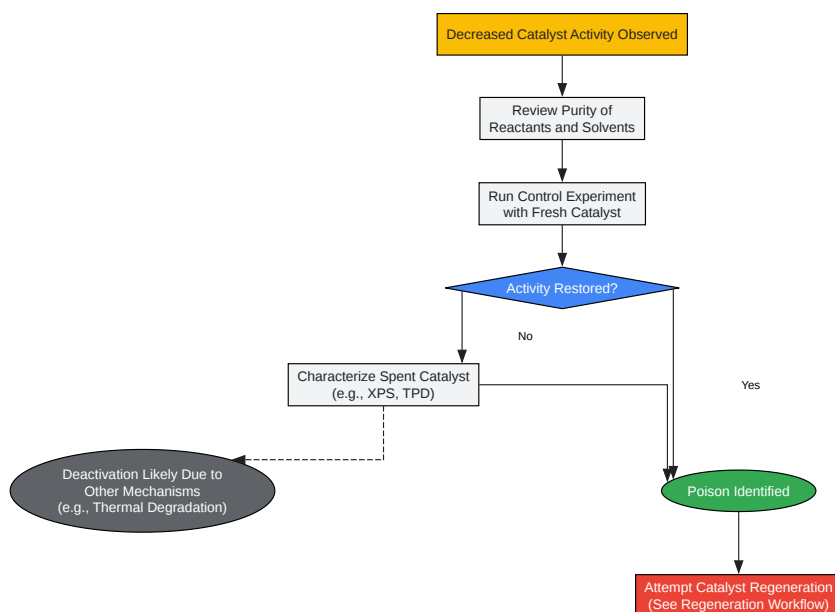 Decreased Catalyst Activity Observed
Review Purity of
Reactants and Solvents
Run Control Experiment
with Fresh Catalyst
Activity Restored?
No
Characterize Spent Catalyst
(e.g., XPS, TPD)
Yes
Deactivation Likely Due to
Other Mechanisms
(e.g., Thermal Degradation)
Poison Identified
Attempt Catalyst Regeneration
(See Regeneration Workflow)